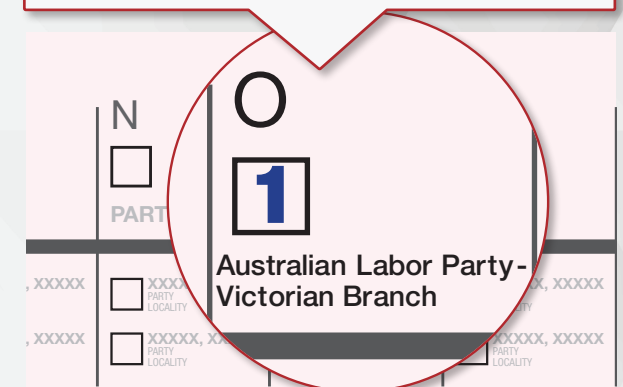 N
O
1
PART
Australian Labor Party-
Victorian Branch
, XXXXX
XXXX
X, XXXXX
PARTY
LOCALITY
, XXXXX
XXXXX, XX
XXXXX, XXXXX
PARTY
LOCALITY
PARTY
LOCALITY